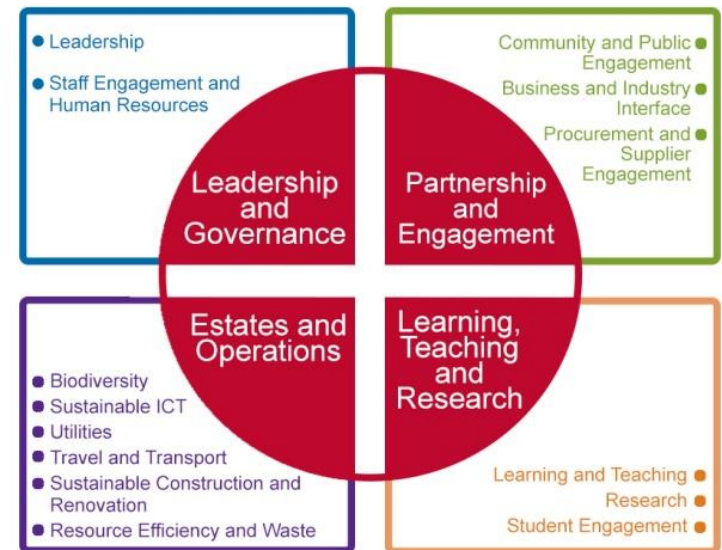 Leadership
Staff Engagement and
Human Resources
Community and Public
Engagement
Business and Industry
Interface
Procurement and
Supplier
Engagement
Leadership
and
Governance
Partnership
and
Engagement
Estates and
Operations
Learning,
Teaching
and
Research
Biodiversity
Sustainable ICT
Utilities
Travel and Transport
Sustainable Construction and
Renovation
Resource Efficiency and Waste
Learning and Teaching
Research
Student Engagement